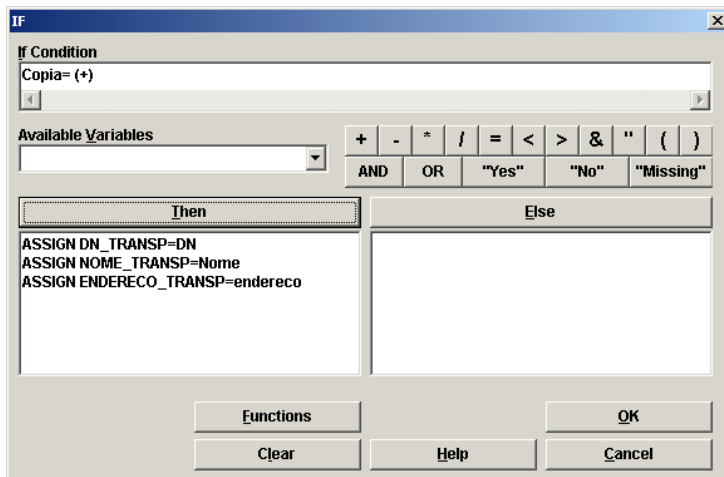 IF
If Condition
Copia= (+)
Available Variables
+ - * / = < > & " ( )
AND OR "Yes" "No" "Missing"
Then Else
ASSIGN DN_TRANSP=DN
ASSIGN NOME_TRANSP=Nome
ASSIGN ENDERECO_TRANSP=endereco
Functions OK
Clear Help Cancel